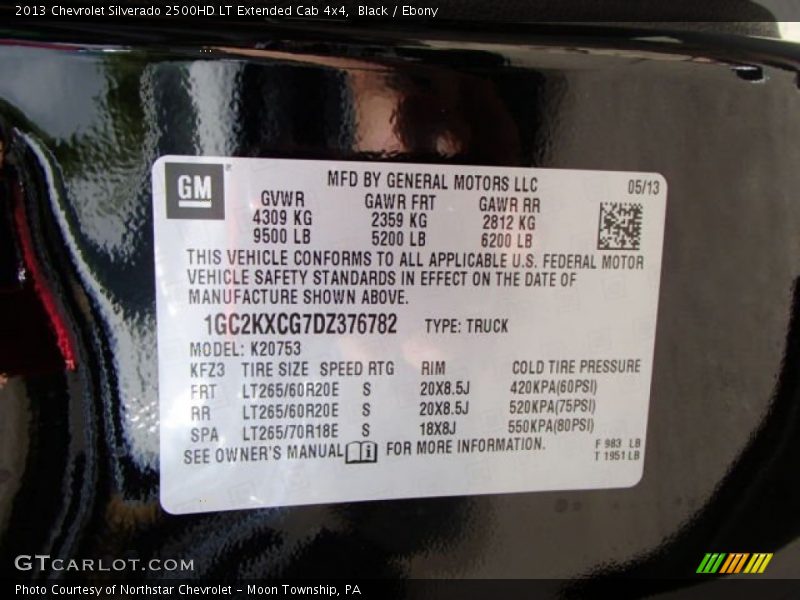 2013 Chevrolet Silverado 2500HD LT Extended Cab 4x4, Black / Ebony
GM
MFD BY GENERAL MOTORS LLC 05/13
GVWR GAWR FRT GAWR RR
4309 KG 2359 KG 2812 KG
9500 LB 5200 LB 6200 LB
THIS VEHICLE CONFORMS TO ALL APPLICABLE U.S. FEDERAL MOTOR
VEHICLE SAFETY STANDARDS IN EFFECT ON THE DATE OF
MANUFACTURE SHOWN ABOVE.
1GC2KXCG7DZ376782 TYPE: TRUCK
MODEL: K20753
KFZ3 TIRE SIZE SPEED RTG RIM COLD TIRE PRESSURE
FRT LT265/60R20E S 20X8.5J 420KPA(60PSI)
RR LT265/60R20E S 20X8.5J 520KPA(75PSI)
SPA LT265/70R18E S 18X8J 550KPA(80PSI)
SEE OWNER'S MANUAL i FOR MORE INFORMATION.
F 983 LB
T 1951 LB
GTCARLOT.COM
Photo Courtesy of Northstar Chevrolet - Moon Township, PA